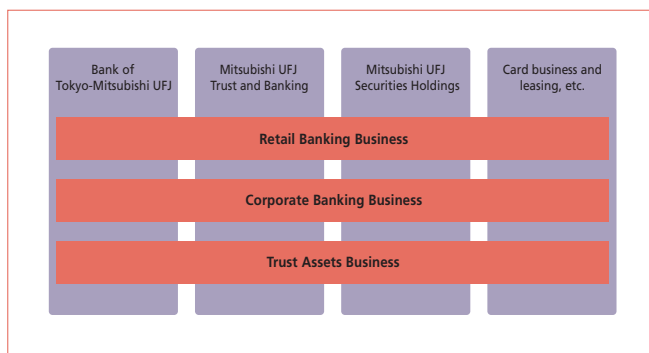 Bank of
Tokyo-Mitsubishi UFJ
Mitsubishi UFJ
Trust and Banking
Mitsubishi UFJ
Securities Holdings
Card business and
leasing, etc.
Retail Banking Business
Corporate Banking Business
Trust Assets Business